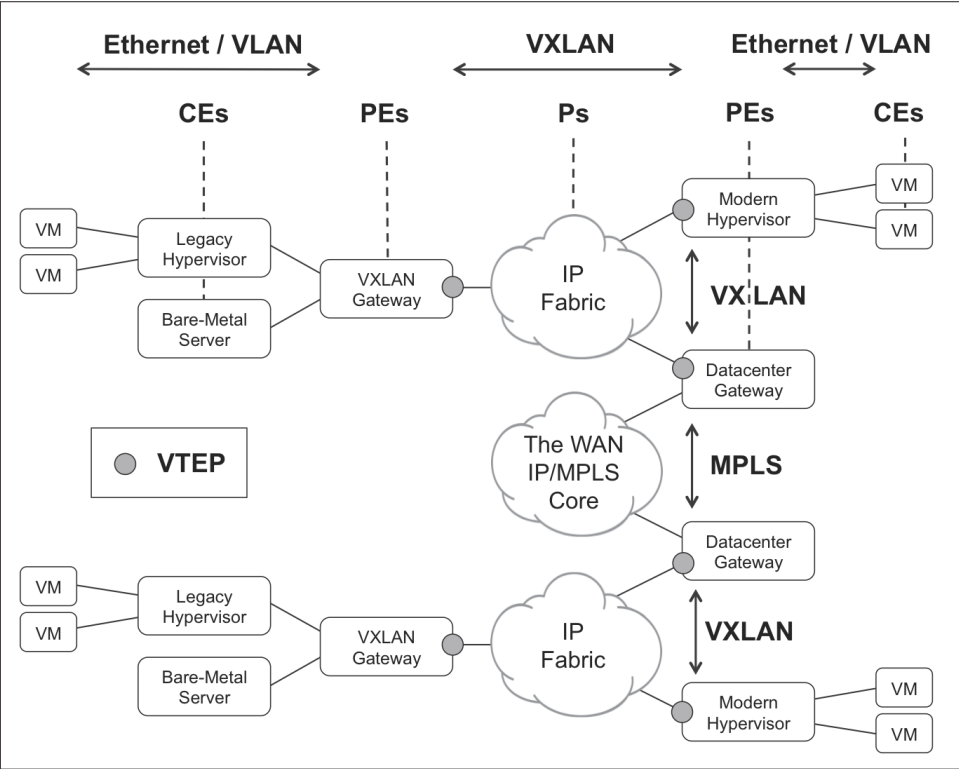 Ethernet / VLAN
VXLAN
Ethernet / VLAN
CEs
PEs
Ps
PEs
CEs
VM
VM
Legacy
Hypervisor
Bare-Metal
Server
VXLAN
Gateway
IP
Fabric
Modern
Hypervisor
VM
VM
VXLAN
Datacenter
Gateway
VTEP
The WAN
IP/MPLS
Core
MPLS
Datacenter
Gateway
VM
VM
Legacy
Hypervisor
Bare-Metal
Server
VXLAN
Gateway
IP
Fabric
VXLAN
Modern
Hypervisor
VM
VM